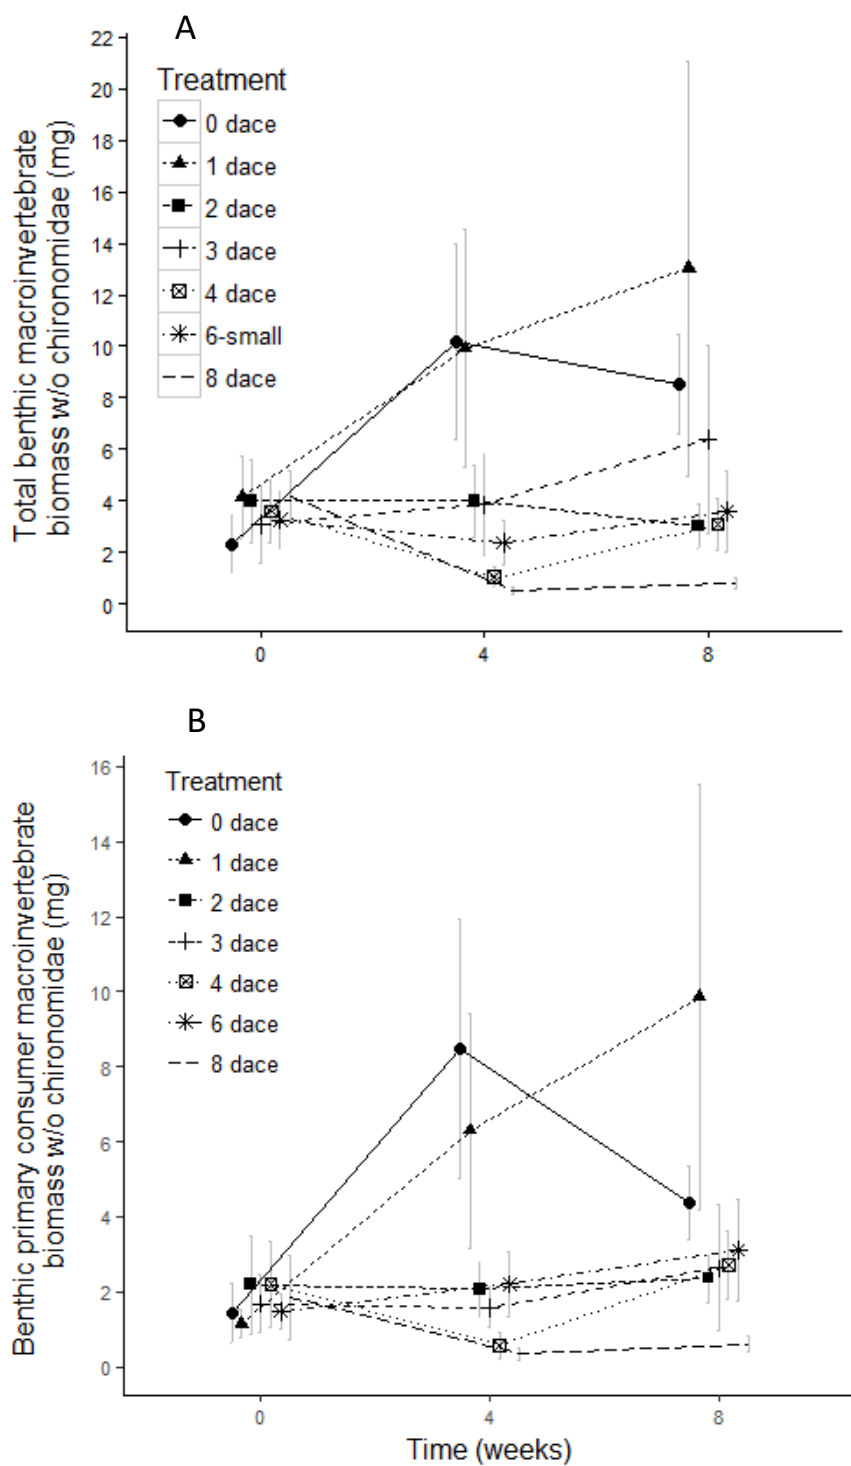 A
22
20
18
16
14
12
10
8
6
4
2
0
Total benthic macroinvertebrate
biomass w/o chironomidae (mg)
Treatment
0 dace
1 dace
2 dace
3 dace
4 dace
6-small
8 dace
0 4 8
B
16
14
12
10
8
6
4
2
0
Benthic primary consumer macroinvertebrate
biomass w/o chironomidae (mg)
Treatment
0 dace
1 dace
2 dace
3 dace
4 dace
6 dace
8 dace
0 4 8
Time (weeks)